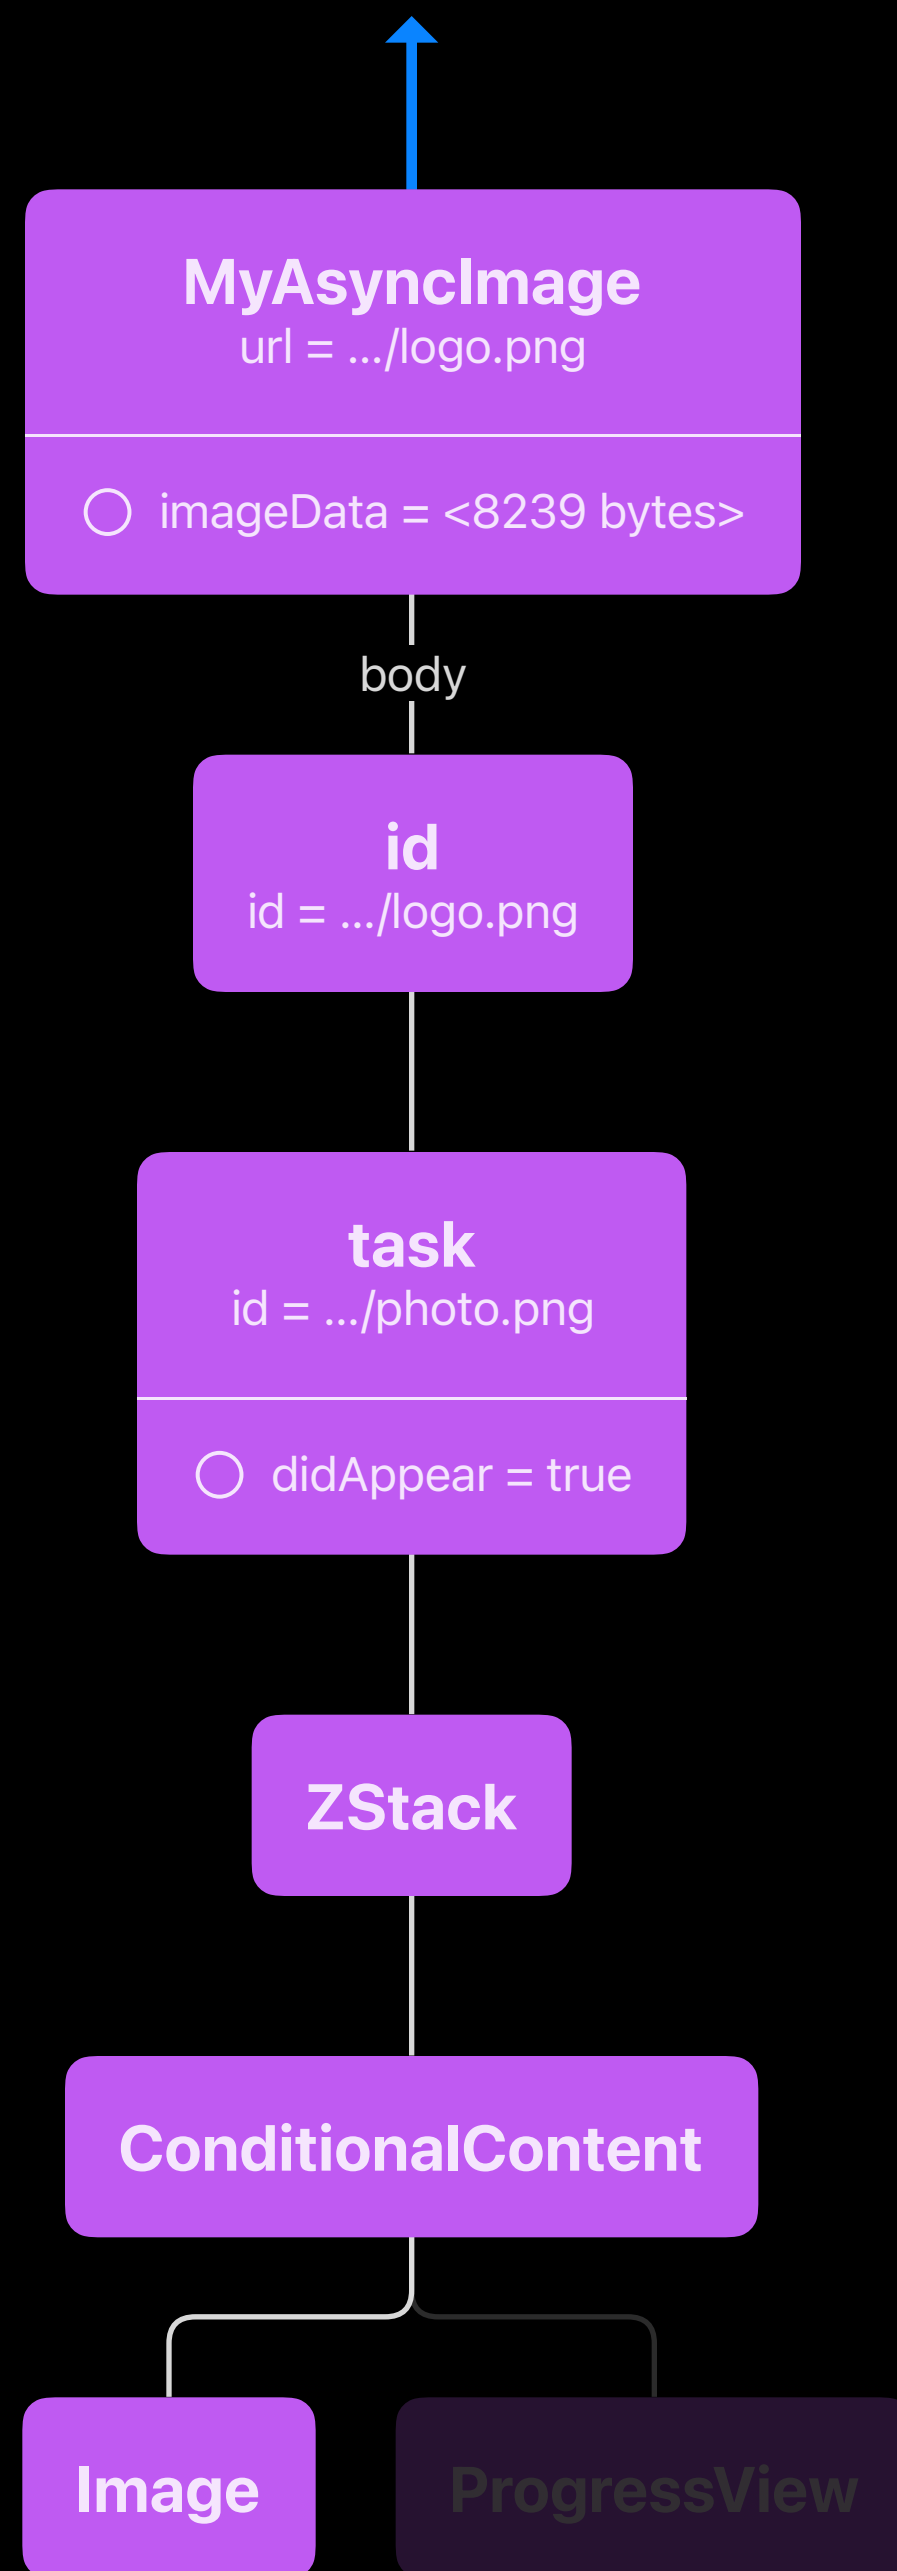 MyAsyncImage
url = .../logo.png
imageData = <8239 bytes>
body
id
id = .../logo.png
task
id = .../photo.png
didAppear = true
ZStack
ConditionalContent
Image
ProgressView